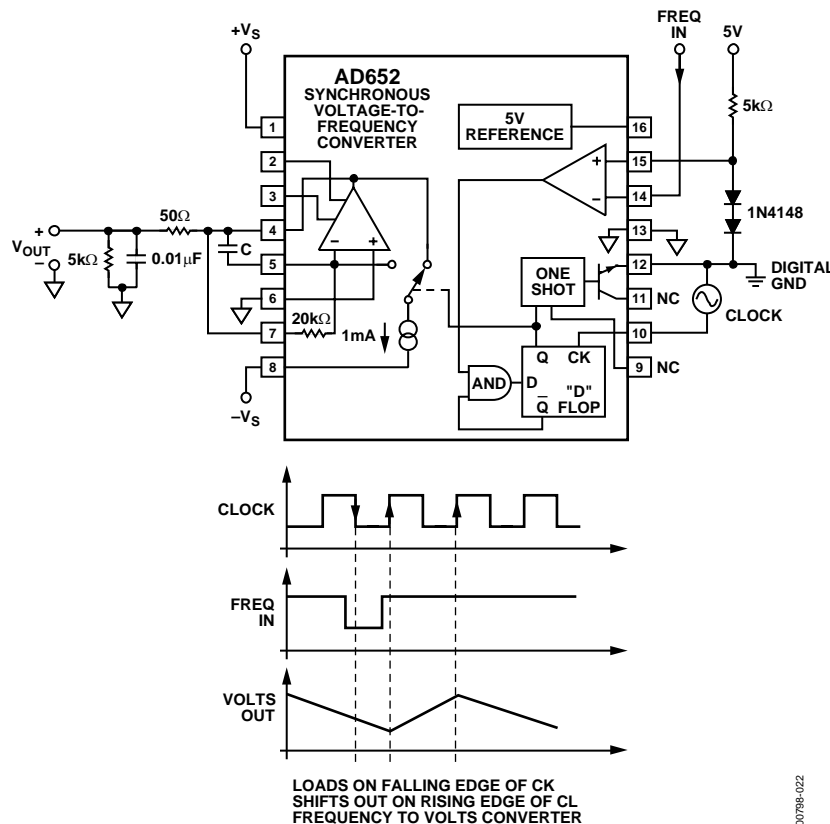 +VS
FREQ
IN
5V
AD652
SYNCHRONOUS
VOLTAGE-TO-
FREQUENCY
CONVERTER
5V
REFERENCE
5kΩ
1
2
3
4
5
6
7
8
16
15
14
13
12
11
10
9
+
–
1N4148
50Ω
+
VOUT
–
5kΩ
0.01µF
C
–
+
20kΩ
1mA
–VS
ONE
SHOT
DIGITAL
GND
NC
CLOCK
NC
AND
Q
CK
D
"D"
Q
FLOP
CLOCK
FREQ
IN
VOLTS
OUT
LOADS ON FALLING EDGE OF CK
SHIFTS OUT ON RISING EDGE OF CL
FREQUENCY TO VOLTS CONVERTER
00798-022